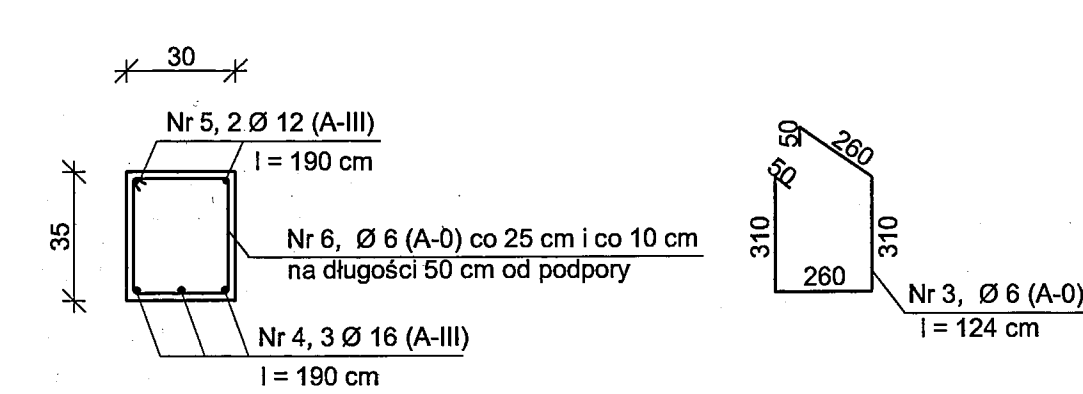 30
Nr 5, 2 Ø 12 (A-III)
l = 190 cm
35
Nr 6, Ø 6 (A-0) co 25 cm i co 10 cm
na długości 50 cm od podpory
Nr 4, 3 Ø 16 (A-III)
l = 190 cm
50
260
50
310
310
260
Nr 3, Ø 6 (A-0)
l = 124 cm